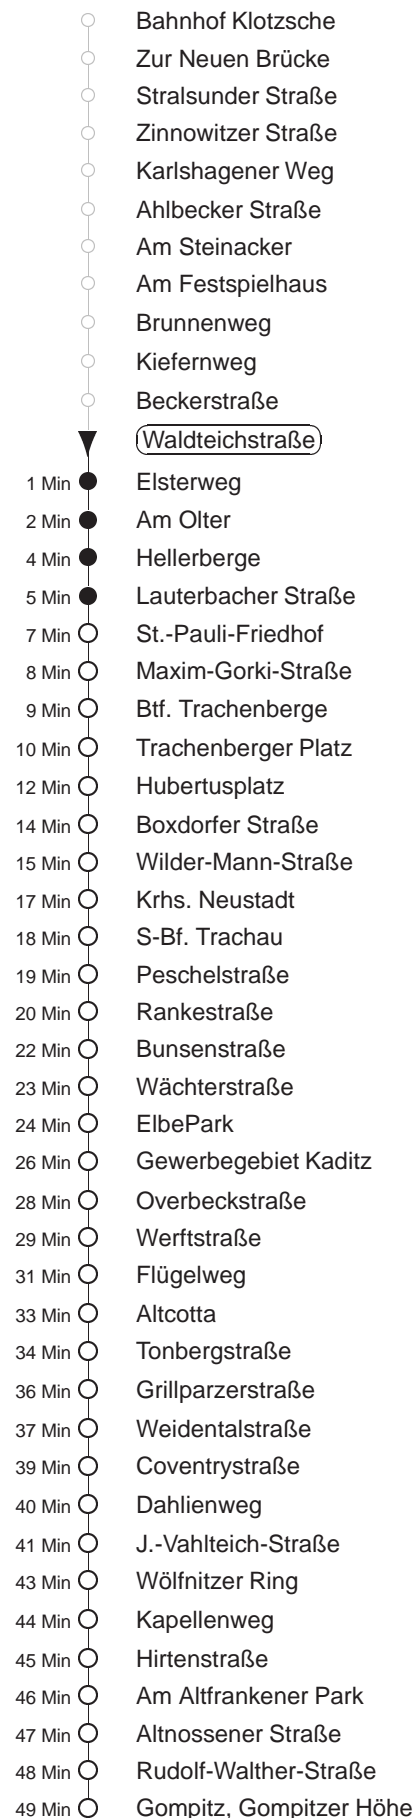 Bahnhof Klotzsche
Zur Neuen Brücke
Stralsunder Straße
Zinnowitzer Straße
Karlshagener Weg
Ahlbecker Straße
Am Steinacker
Am Festspielhaus
Brunnenweg
Kiefernweg
Beckerstraße
Waldteichstraße
1 Min Elsterweg
2 Min Am Olter
4 Min Hellerberge
5 Min Lauterbacher Straße
7 Min St.-Pauli-Friedhof
8 Min Maxim-Gorki-Straße
9 Min Btf. Trachenberge
10 Min Trachenberger Platz
12 Min Hubertusplatz
14 Min Boxdorfer Straße
15 Min Wilder-Mann-Straße
17 Min Krhs. Neustadt
18 Min S-Bf. Trachau
19 Min Peschelstraße
20 Min Rankestraße
22 Min Bunsenstraße
23 Min Wächterstraße
24 Min ElbePark
26 Min Gewerbegebiet Kaditz
28 Min Overbeckstraße
29 Min Werftstraße
31 Min Flügelweg
33 Min Altcotta
34 Min Tonbergstraße
36 Min Grillparzerstraße
37 Min Weidentalstraße
39 Min Coventrystraße
40 Min Dahlienweg
41 Min J.-Vahlteich-Straße
43 Min Wölfnitzer Ring
44 Min Kapellenweg
45 Min Hirtenstraße
46 Min Am Altfrankener Park
47 Min Altnossener Straße
48 Min Rudolf-Walther-Straße
49 Min Gompitz, Gompitzer Höhe